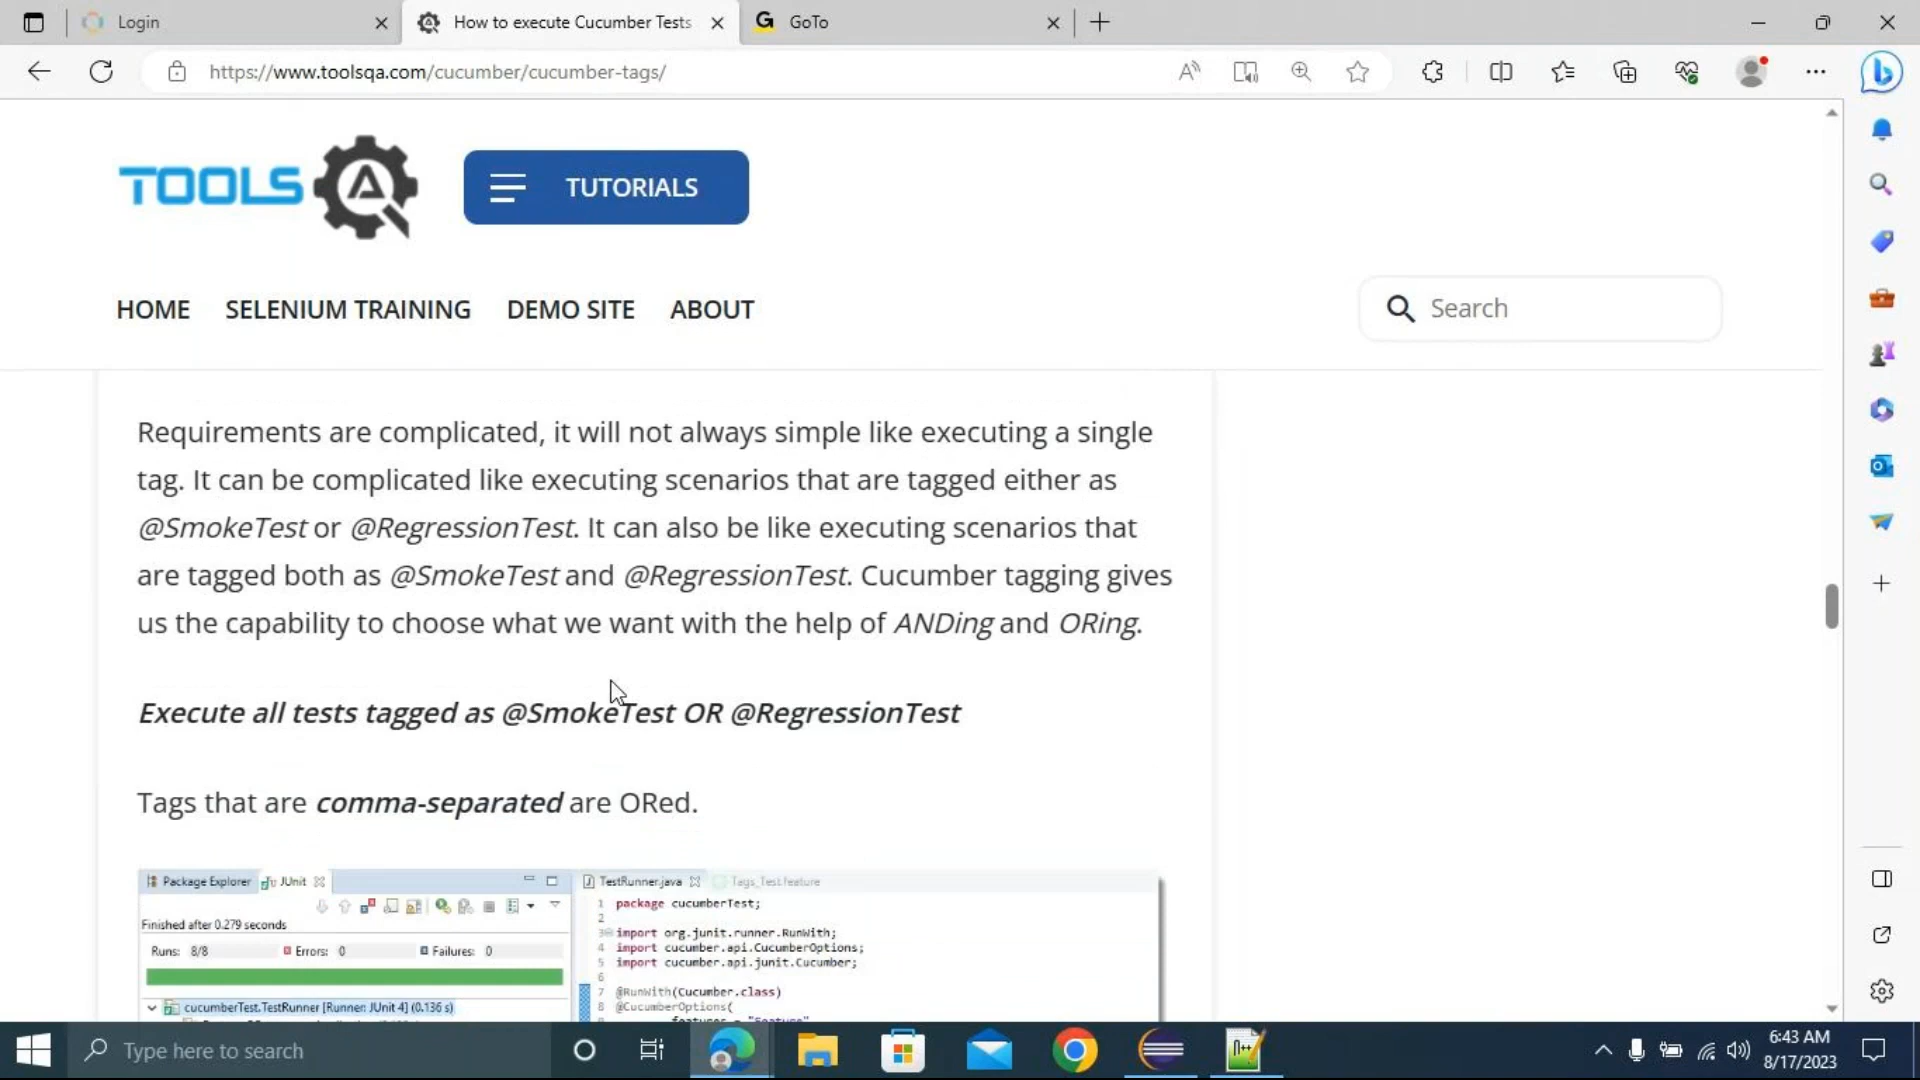 Login
How to execute Cucumber Tests
GoTo
https://www.toolsqa.com/cucumber/cucumber-tags/
TOOLS
TUTORIALS
HOME
SELENIUM TRAINING
DEMO SITE
ABOUT
Search
Requirements are complicated, it will not always simple like executing a single
tag. It can be complicated like executing scenarios that are tagged either as
@SmokeTest or @RegressionTest. It can also be like executing scenarios that
are tagged both as @SmokeTest and @RegressionTest. Cucumber tagging gives
us the capability to choose what we want with the help of ANDing and ORing.
Execute all tests tagged as @SmokeTest OR @RegressionTest
Tags that are comma-separated are ORed.
Package Explorer
JUnit
Finished after 0.279 seconds
Runs: 8/8
Errors: 0
Failures: 0
cucumberTest.TestRunner [Runner: JUnit 4] (0.136 s)
TestRunner.java
Tags_Test.feature
1 package cucumberTest;
2
3 import org.junit.runner.RunWith;
4 import cucumber.api.CucumberOptions;
5 import cucumber.api.junit.Cucumber;
6
7 @RunWith(Cucumber.class)
8 @CucumberOptions(
features = "Feature"
Type here to search
6:43 AM
8/17/2023